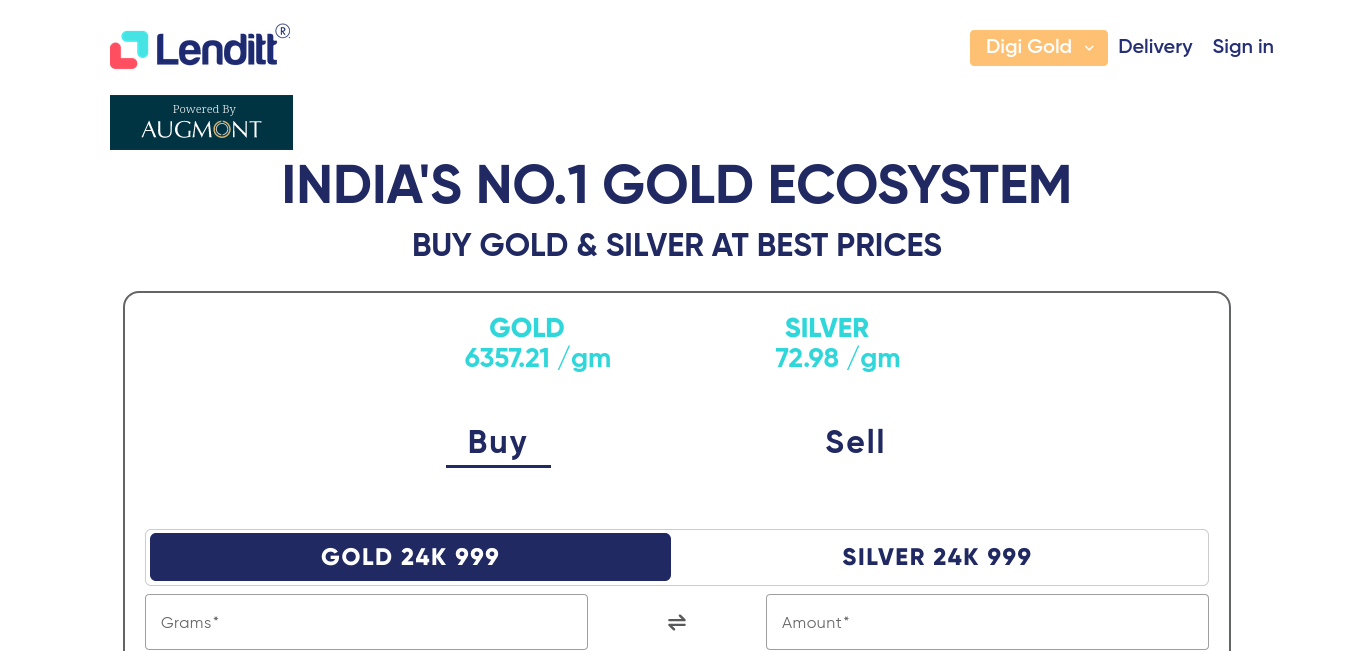 Lenditt®
Digi Gold
Delivery
Sign in
Powered By
AUGMONT
INDIA'S NO.1 GOLD ECOSYSTEM
BUY GOLD & SILVER AT BEST PRICES
GOLD
6357.21 /gm
SILVER
72.98 /gm
Buy
Sell
GOLD 24K 999
SILVER 24K 999
Grams*
Amount*